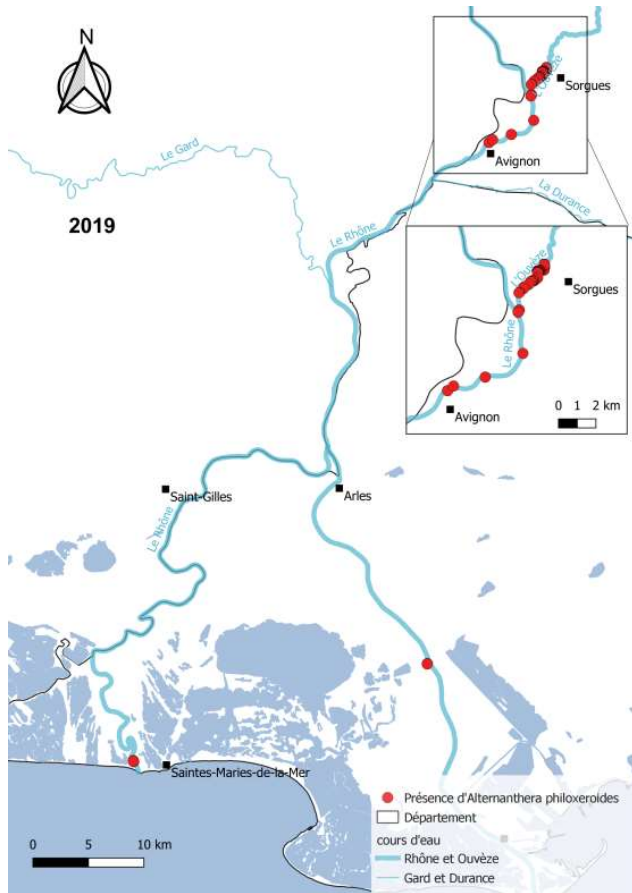 N
Sorgues
L'Ouvèze
Avignon
Le Gard
La Durance
2019
Le Rhône
L'Ouvèze
Sorgues
Le Rhône
Avignon
0 1 2 km
Saint-Gilles
Arles
Le Rhône
Saintes-Maries-de-la-Mer
Présence d'Alternanthera philoxeroides
Département
cours d'eau
Rhône et Ouvèze
Gard et Durance
0 5 10 km